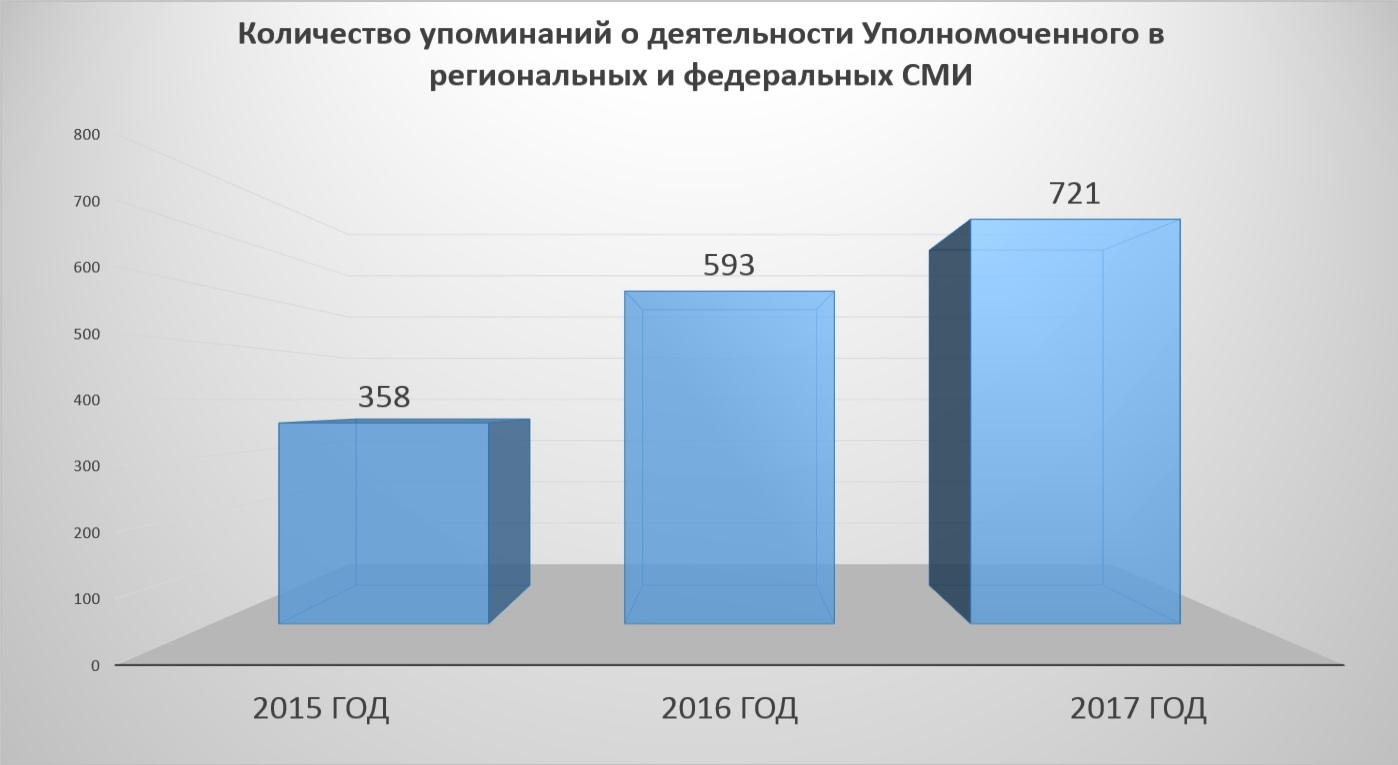 Количество упоминаний о деятельности Уполномоченного в
региональных и федеральных СМИ
800
700
600
500
400
300
200
100
0
358
593
721
2015 ГОД
2016 ГОД
2017 ГОД